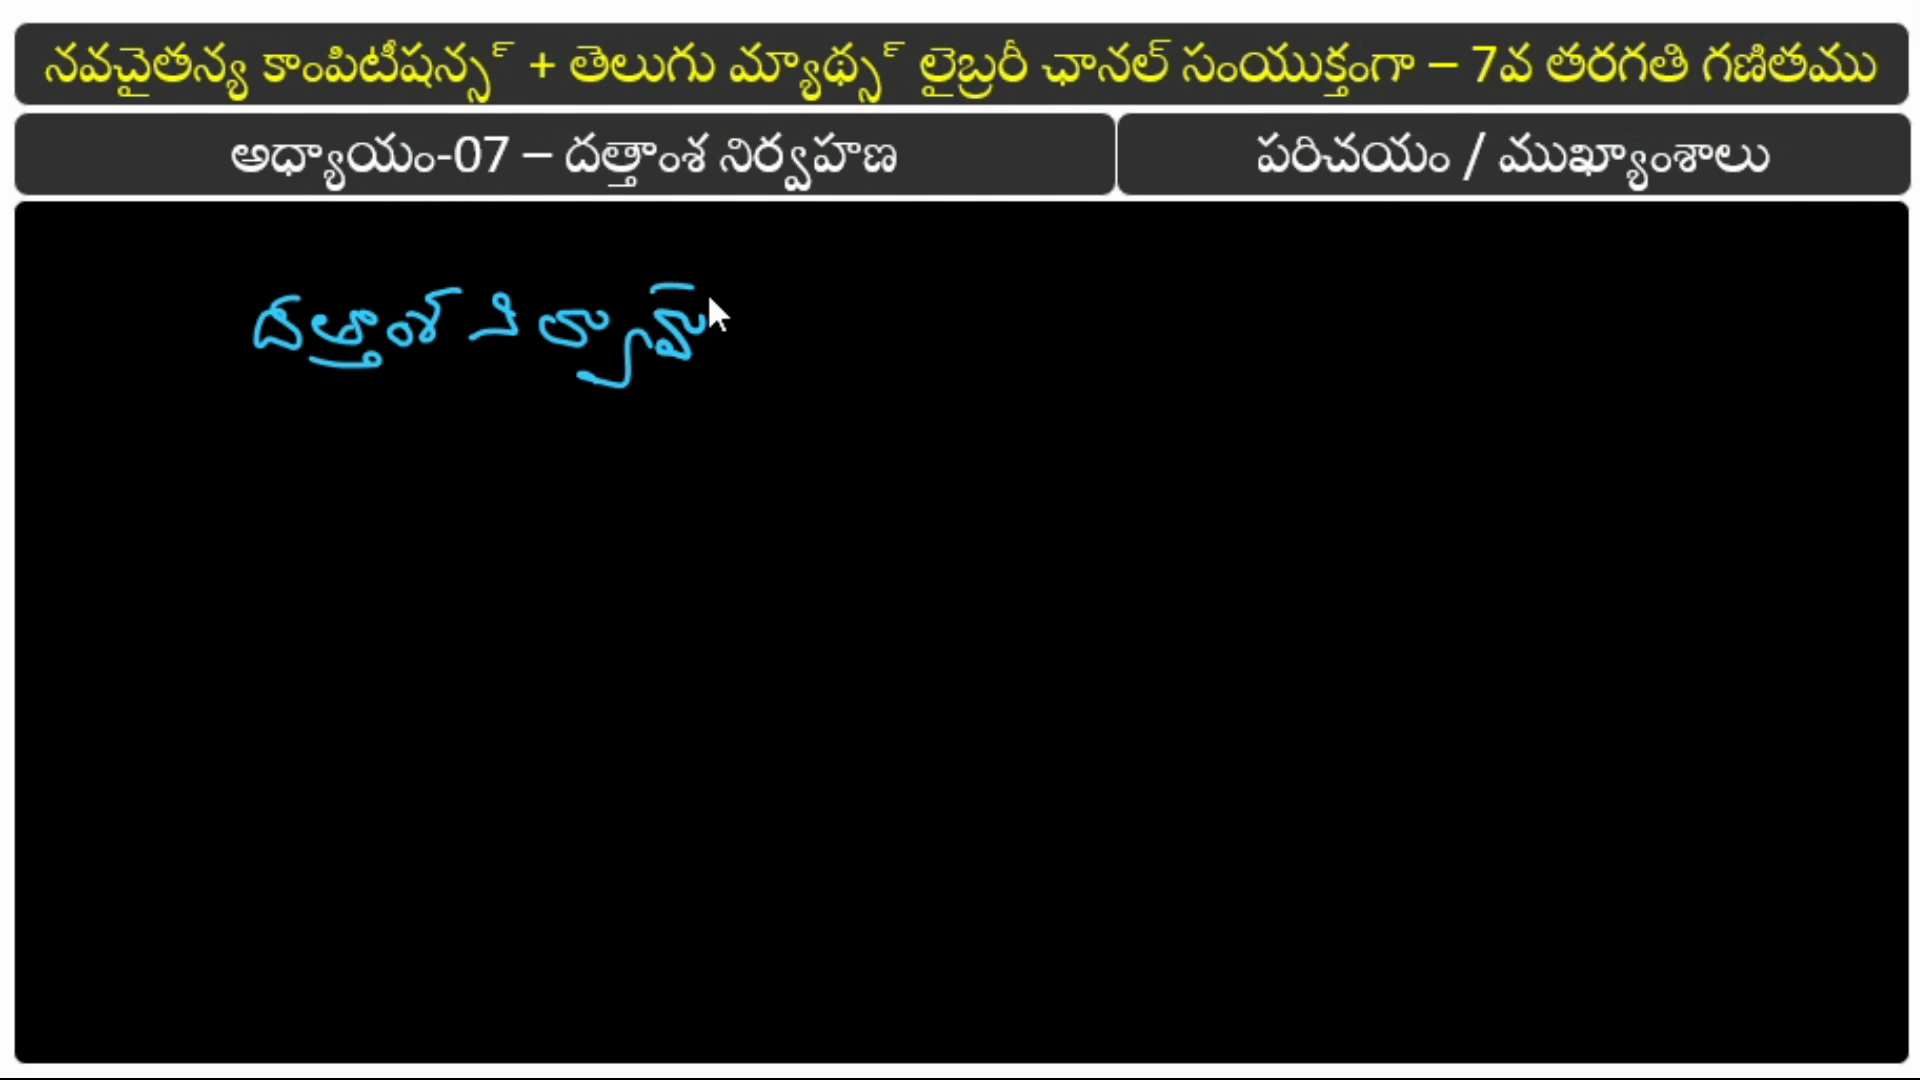 నవచైతన్య కాంపిటీషన్స్ + తెలుగు మ్యాథ్స్ లైబ్రరీ ఛానల్ సంయుక్తంగా – 7వ తరగతి గణితము
అధ్యాయం-07 – దత్తాంశ నిర్వహణ
పరిచయం / ముఖ్యాంశాలు
దత్తాంశ